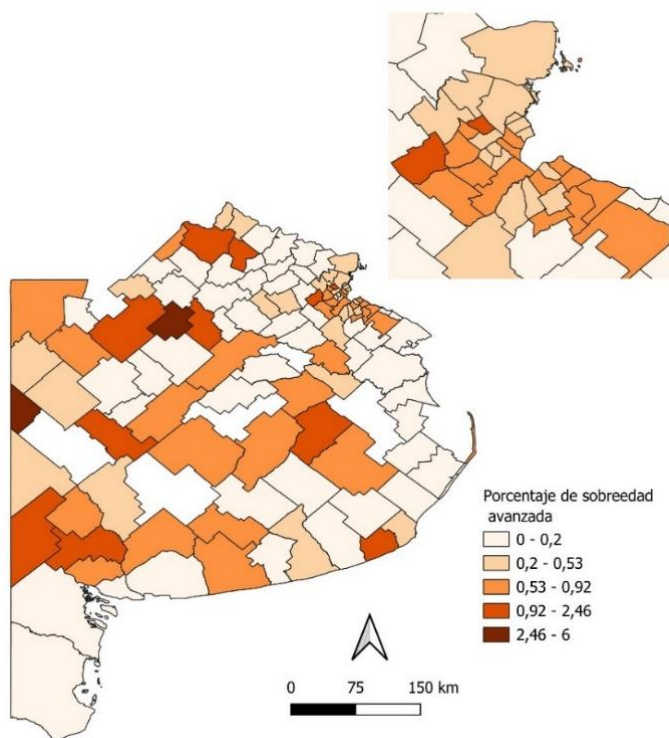 Porcentaje de sobreedad
avanzada
0 - 0,2
0,2 - 0,53
0,53 - 0,92
0,92 - 2,46
2,46 - 6
0 75 150 km